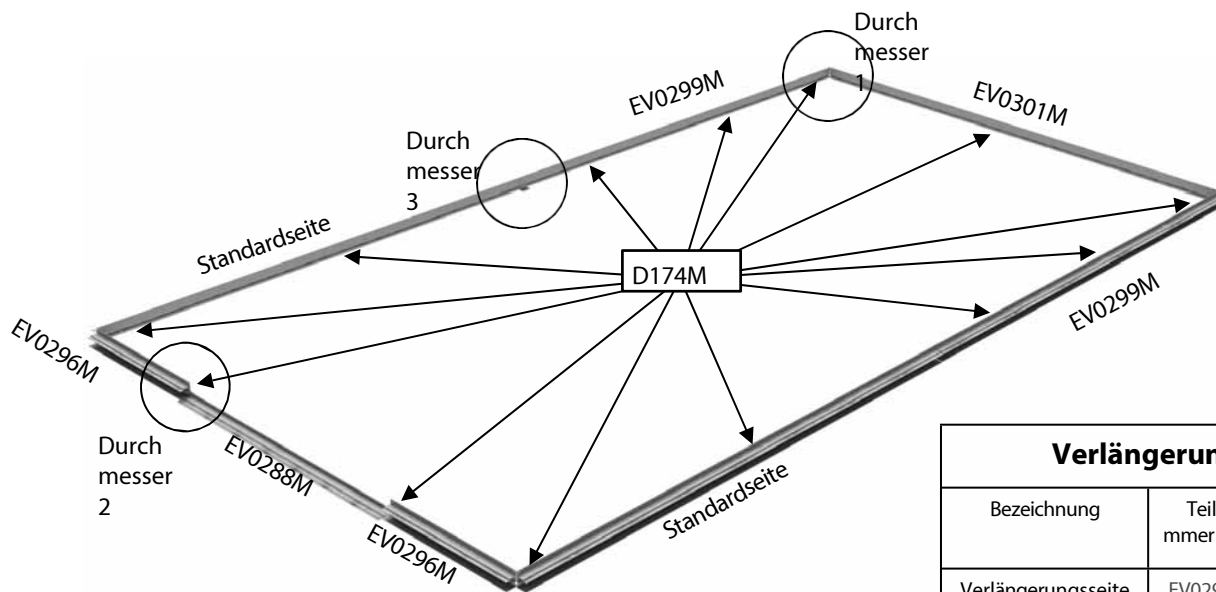 Durch
messer
1
EV0299M
EV0301M
Durch
messer
3
Standardseite
D174M
EV0299M
EV0296M
Durch
messer
2
EV0288M
Standardseite
EV0296M
Verlängerun
Bezeichnung
Teil
mmer
Verlängerungsseite
EV029